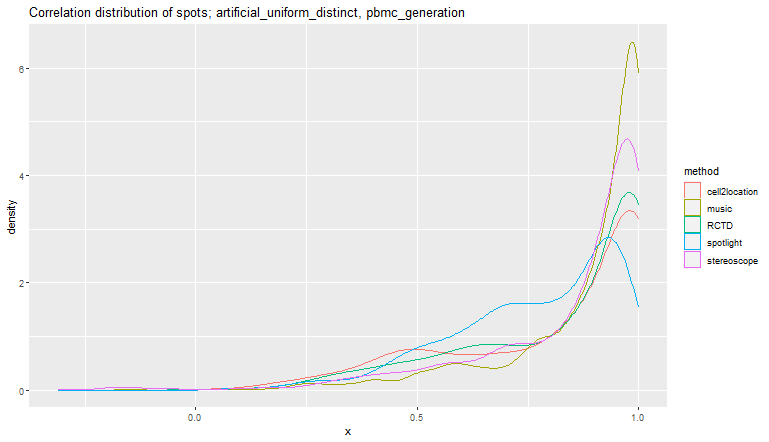 Correlation distribution of spots; artificial_uniform_distinct, pbmc_generation
6
4
2
0
density
0.0 0.5 1.0
x
method
cell2location
music
RCTD
spotlight
stereoscope